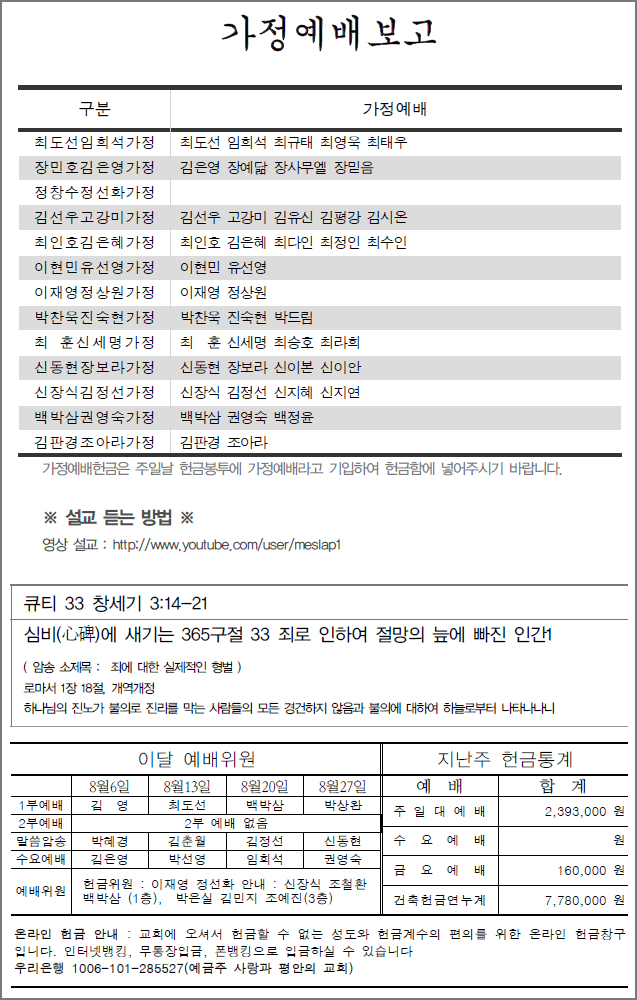 가정예배보고
구분 가정예배
최도선임희석가정 최도선 임희석 최규태 최영욱 최태우
장민호김은영가정 김은영 장예닮 장사무엘 장믿음
정창수정선화가정
김선우고강미가정 김선우 고강미 김유신 김평강 김시온
최인호김은혜가정 최인호 김은혜 최다인 최정인 최수인
이현민유선영가정 이현민 유선영
이재영정상원가정 이재영 정상원
박찬욱진숙현가정 박찬욱 진숙현 박드림
최 훈신세명가정 최 훈 신세명 최승호 최라희
신동현장보라가정 신동현 장보라 신이본 신이안
신장식김정선가정 신장식 김정선 신지혜 신지연
백박삼권영숙가정 백박삼 권영숙 백정윤
김판경조아라가정 김판경 조아라
가정예배헌금은 주일날 헌금봉투에 가정예배라고 기입하여 헌금함에 넣어주시기 바랍니다.
※ 설교 듣는 방법 ※
영상 설교 : http://www.youtube.com/user/meslap1
큐티 33 창세기 3:14-21
심비(心碑)에 새기는 365구절 33 죄로 인하여 절망의 늪에 빠진 인간1
( 암송 소제목 : 죄에 대한 실제적인 형벌 )
로마서 1장 18절, 개역개정
하나님의 진노가 불의로 진리를 막는 사람들의 모든 경건하지 않음과 불의에 대하여 하늘로부터 나타나나니
이달 예배위원
8월6일 8월13일 8월20일 8월27일
1부예배 김 영 최도선 백박삼 박상환
2부예배 2부 예배 없음
말씀암송 박혜경 김춘월 김정선 신동현
수요예배 김은영 박선영 임희석 권영숙
예배위원 헌금위원 : 이재영 정선화 안내 : 신장식 조철환
백박삼 (1층), 박은실 김민지 조예진(3층)
지난주 헌금통계
예 배 합 계
주 일 대 예 배 2,393,000 원
수 요 예 배 원
금 요 예 배 160,000 원
건축헌금연누계 7,780,000 원
온라인 헌금 안내 : 교회에 오셔서 헌금할 수 없는 성도와 헌금계수의 편의를 위한 온라인 헌금창구
입니다. 인터넷뱅킹, 무통장입금, 폰뱅킹으로 입금하실 수 있습니다
우리은행 1006-101-285527(예금주 사랑과 평안의 교회)